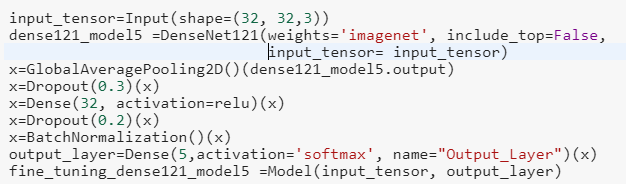 input_tensor=Input(shape=(32, 32,3))
dense121_model5 =DenseNet121(weights='imagenet', include_top=False,
input_tensor= input_tensor)
x=GlobalAveragePooling2D()(dense121_model5.output)
x=Dropout(0.3)(x)
x=Dense(32, activation=relu)(x)
x=Dropout(0.2)(x)
x=BatchNormalization()(x)
output_layer=Dense(5,activation='softmax', name="Output_Layer")(x)
fine_tuning_dense121_model5 =Model(input_tensor, output_layer)